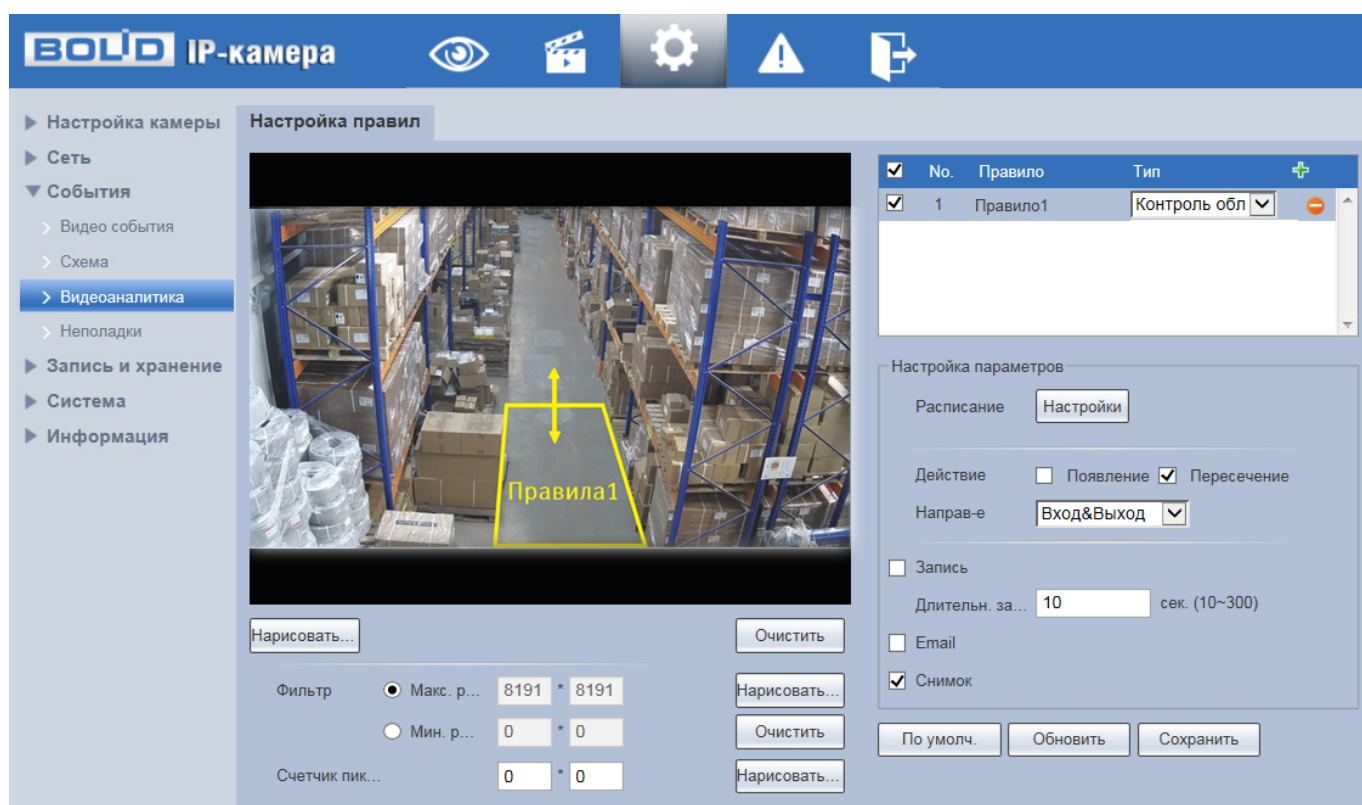 BOLID IP-камера
Настройка камеры
Сеть
События
Видео события
Схема
Видеоаналитика
Неполадки
Запись и хранение
Система
Информация
Настройка правил
Правила1
Нарисовать...
Очистить
Фильтр
Макс. р...
8191 * 8191
Нарисовать...
Мин. р...
0 * 0
Очистить
Счетчик пик...
0 * 0
Нарисовать...
No. Правило Тип
1 Правило1 Контроль обл
Настройка параметров
Расписание Настройки
Действие Появление Пересечение
Направ-е Вход&Выход
Запись
Длительн. за... 10 сек. (10~300)
Email
Снимок
По умолч. Обновить Сохранить